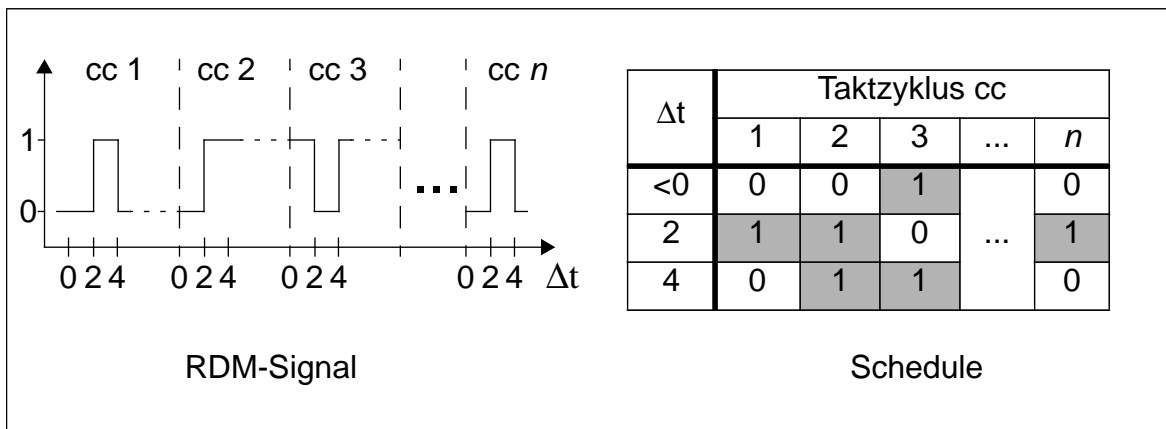 cc 1 cc 2 cc 3 cc n
1
0
0 2 4 0 2 4 0 2 4 0 2 4 Δt
RDM-Signal
Δt Taktzyklus cc
1 2 3 ... n
<0 0 0 1 0
2 1 1 0 ... 1
4 0 1 1 0
Schedule